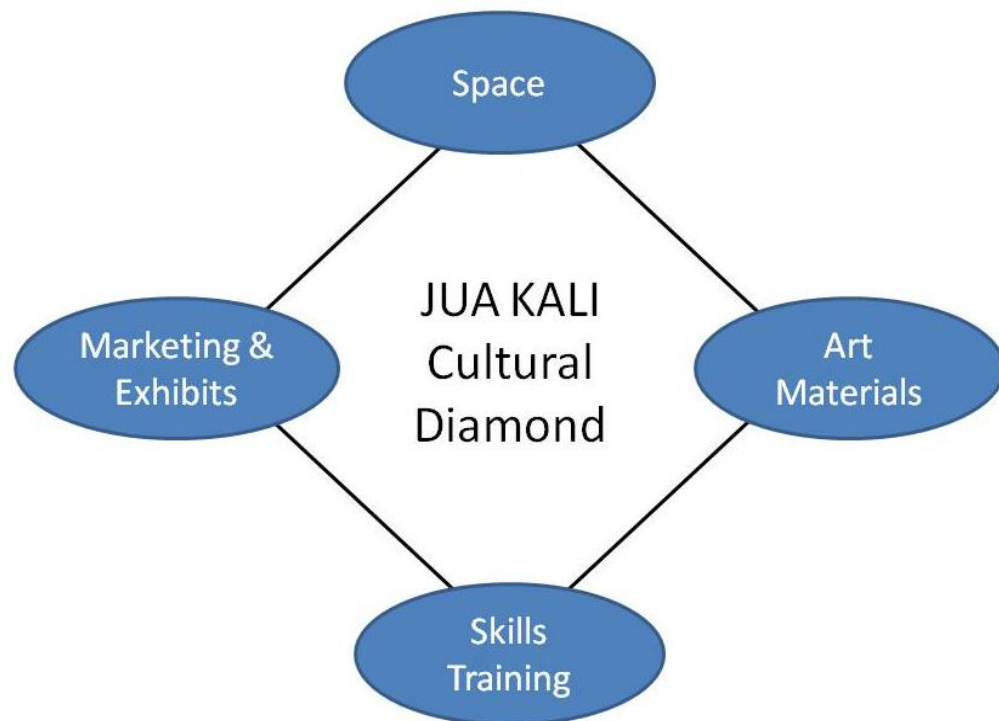 Space
JUA KALI
Cultural
Diamond
Marketing &
Exhibits
Art
Materials
Skills
Training